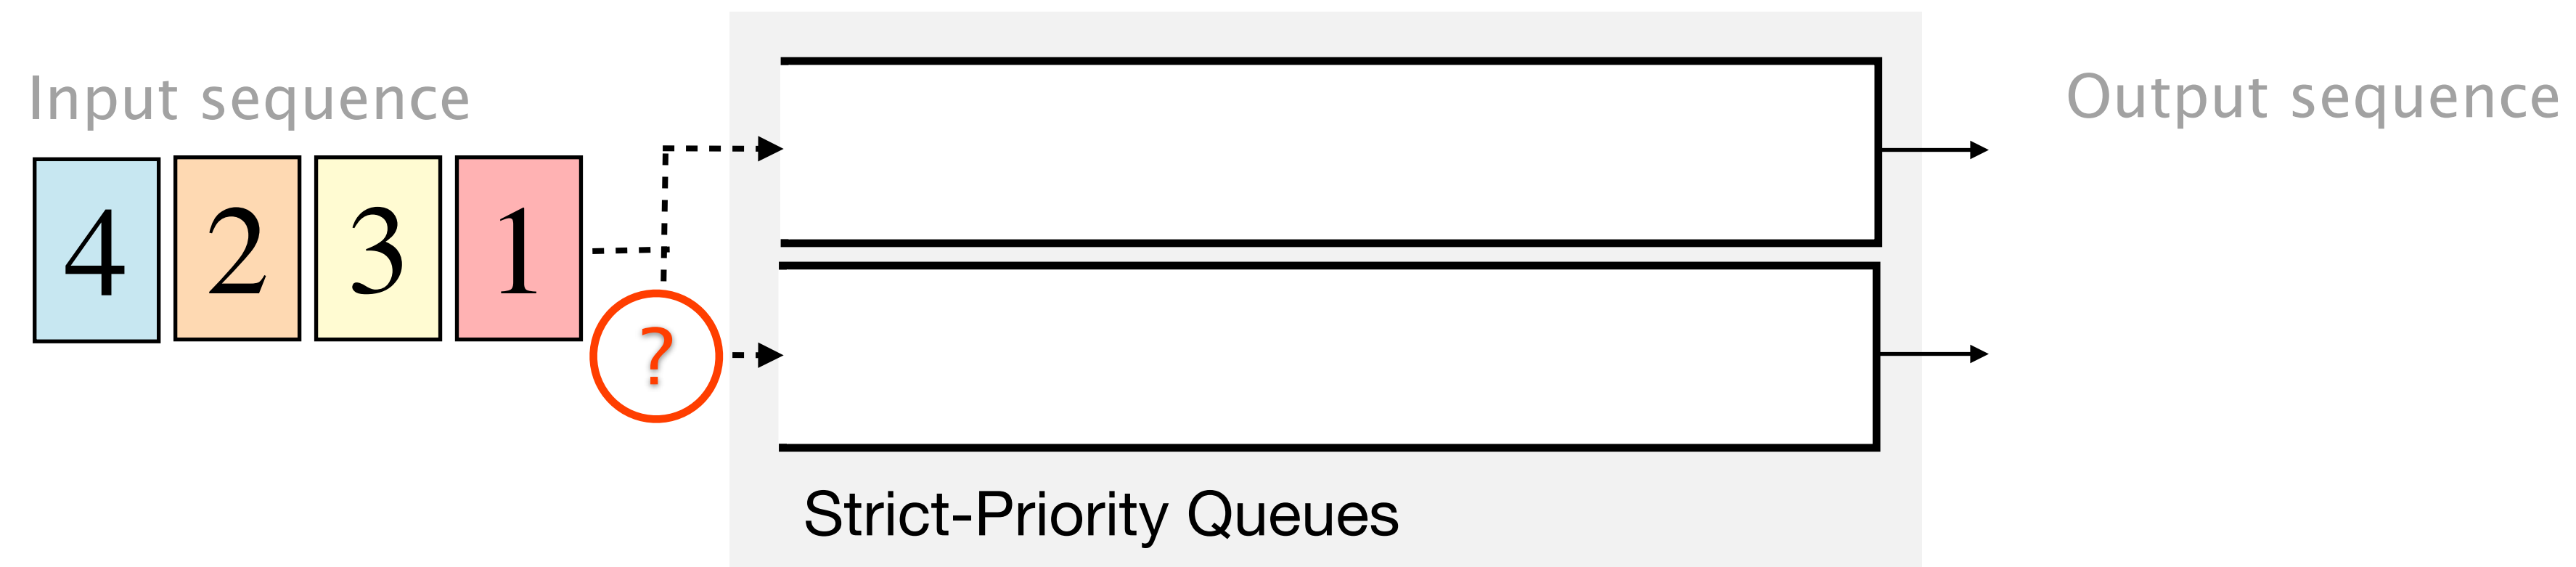 Input sequence
Output sequence
4 2 3 1
?
Strict-Priority Queues